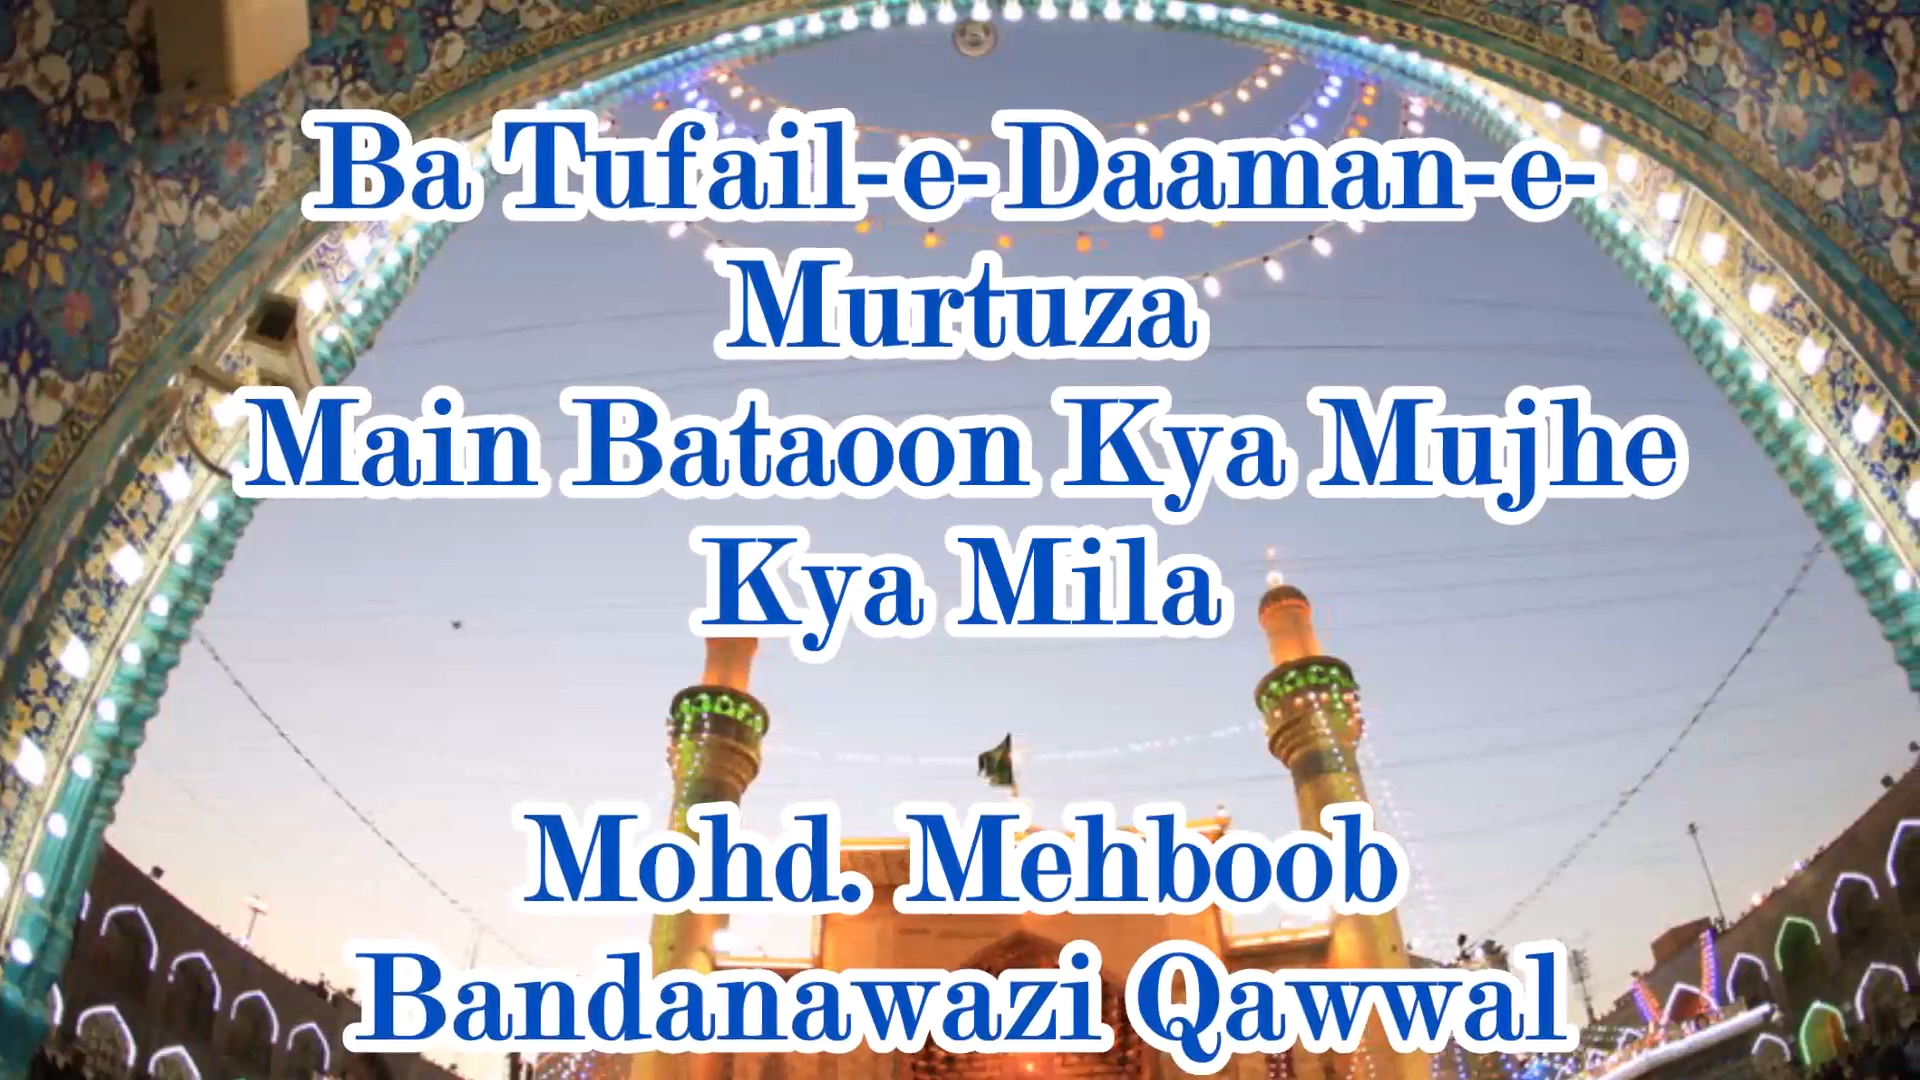 Ba Tufail-e-Daaman-e-
Murtuza
Main Bataoon Kya Mujhe
Kya Mila
Mohd. Mehboob
Bandanawazi Qawwal